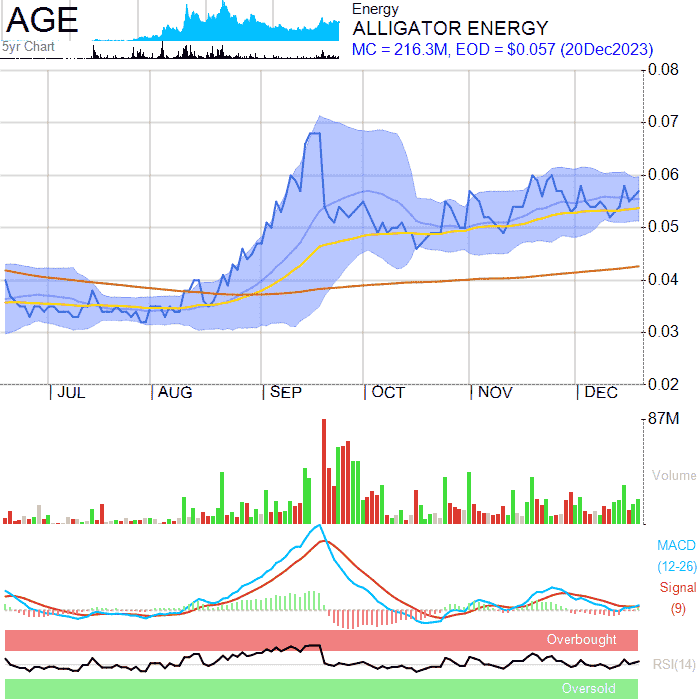 AGE
5yr Chart
Energy
ALLIGATOR ENERGY
MC = 216.3M, EOD = $0.057 (20Dec2023)
0.08
0.07
0.06
0.05
0.04
0.03
0.02
JUL AUG SEP OCT NOV DEC
87M
Volume
MACD
(12-26)
Signal
(9)
Overbought
RSI(14)
Oversold